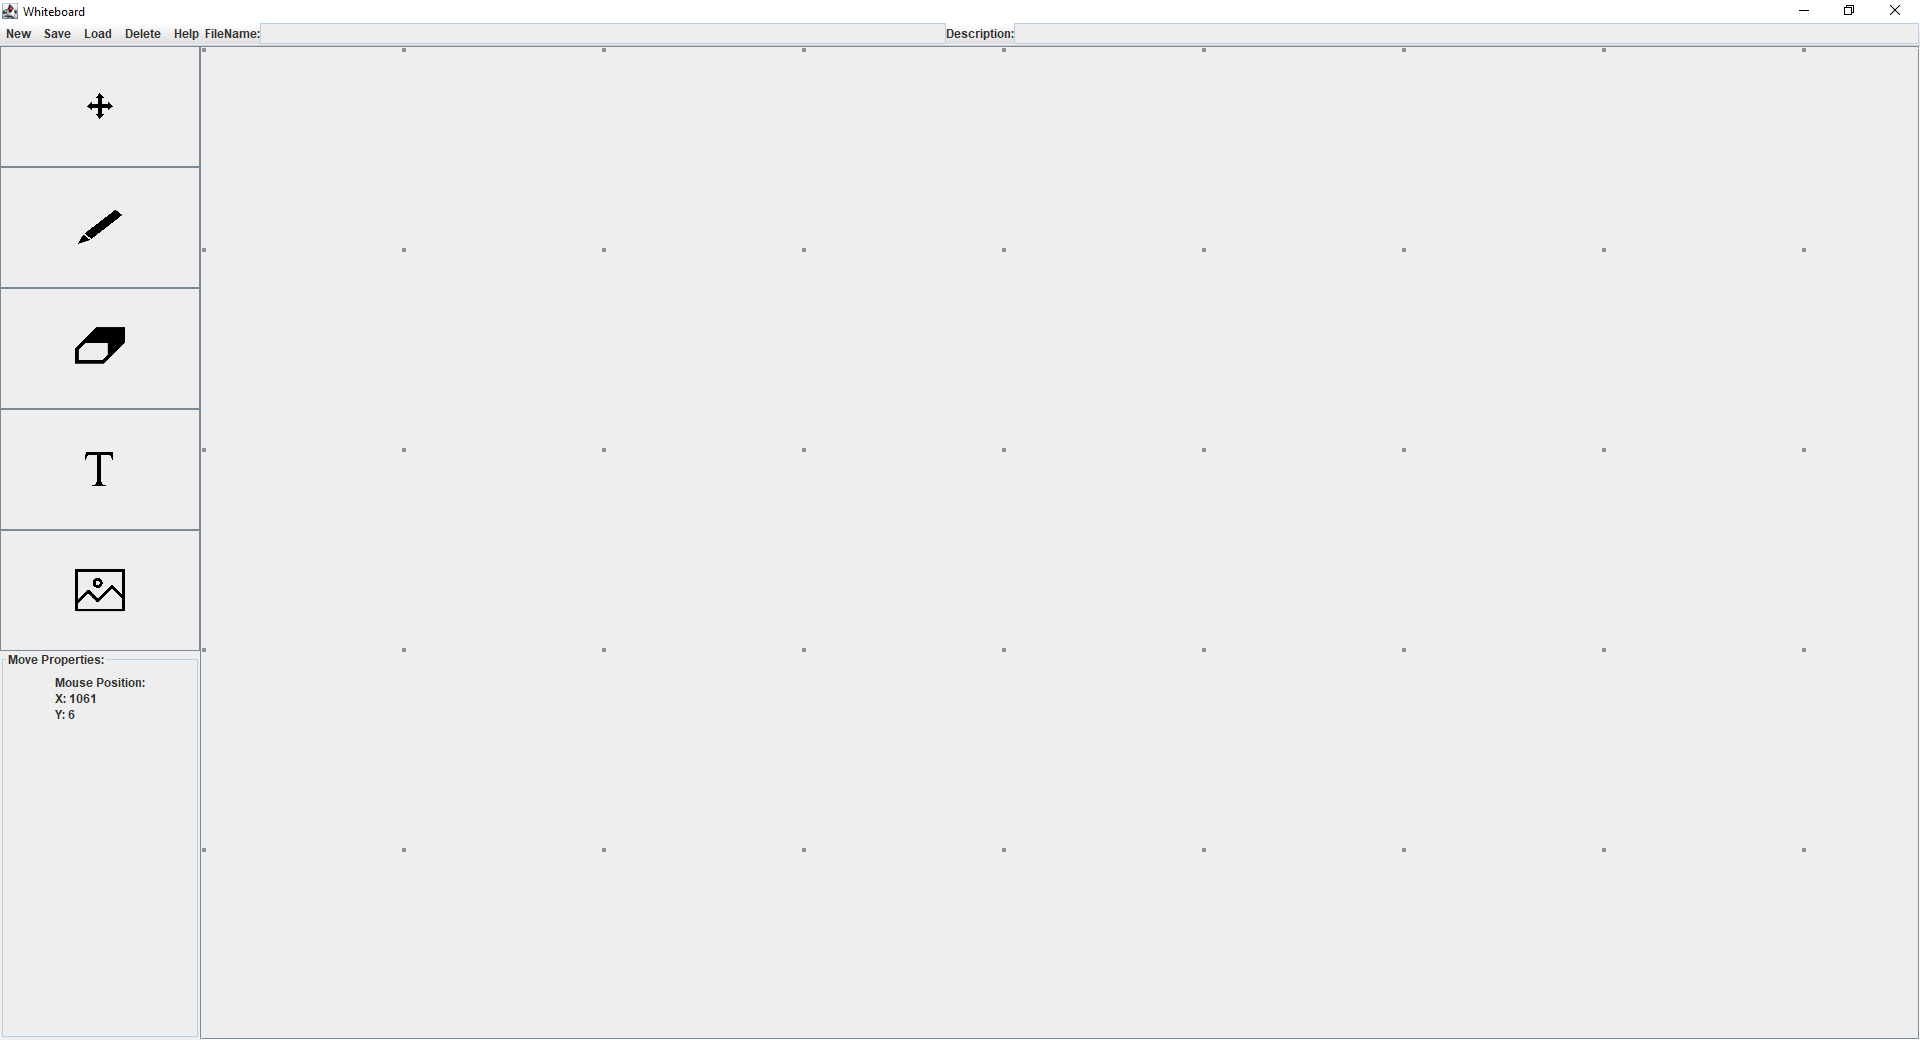 Whiteboard
New Save Load Delete Help FileName: Description:
T
Move Properties:
Mouse Position:
X: 1061
Y: 6